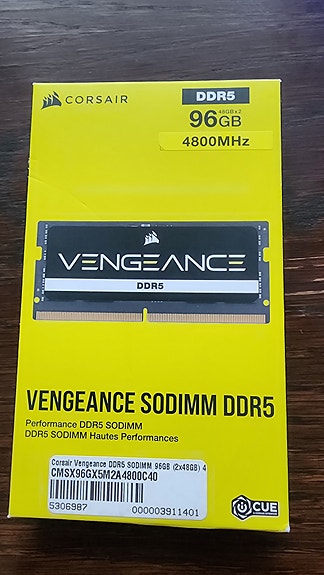 CORSAIR
DDR5
96GB 48GB x 2
4800MHz
VENGEANCE
DDR5
VENGEANCE SODIMM DDR5
Performance DDR5 SODIMM
DDR5 SODIMM Hautes Performances
Corsair Vengeance DDR5 SODIMM 96GB (2x48GB) 4
CMSX96GX5M2A4800C40
5306987 000003911401
CUE